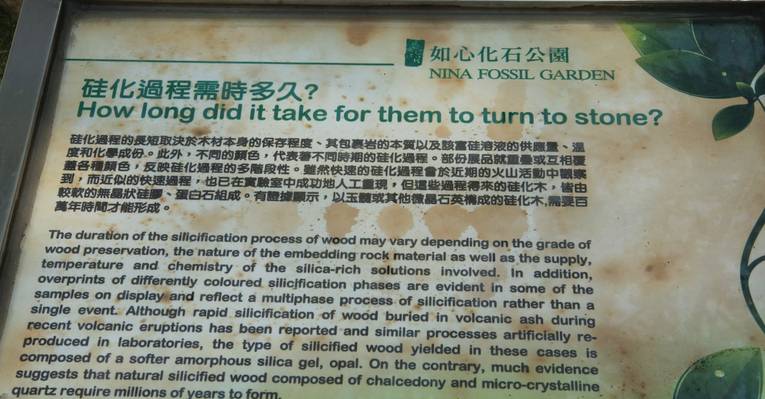 如心化石公園
NINA FOSSIL GARDEN
硅化過程需時多久?
How long did it take for them to turn to stone?
硅化過程的長短取決於木材本身的保存程度、其包裹岩的本質以及該富硅溶液的供應量、溫
度和化學成份。此外，不同的顏色，代表著不同時期的硅化過程。部份展品就重疊或互相覆
蓋各種顏色，反映硅化過程的多階段性。雖然快速的硅化過程曾於近期的火山活動中觀察
到，而近似的快速過程，也已在實驗室中成功地人工重現，但這些過程得來的硅化木，皆由
較軟的無晶狀硅膠、蛋白石組成。有證據顯示，以玉髓或其他微晶石英構成的硅化木,需要百
萬年時間才能形成。
The duration of the silicification process of wood may vary depending on the grade of
wood preservation, the nature of the embedding rock material as well as the supply,
temperature and chemistry of the silica-rich solutions involved. In addition,
overprints of differently coloured silicification phases are evident in some of the
samples on display and reflect a multiphase process of silicification rather than a
single event. Although rapid silicification of wood buried in volcanic ash during
recent volcanic eruptions has been reported and similar processes artificially re-
produced in laboratories, the type of silicified wood yielded in these cases is
composed of a softer amorphous silica gel, opal. On the contrary, much evidence
suggests that natural silicified wood composed of chalcedony and micro-crystalline
quartz require millions of years to form.